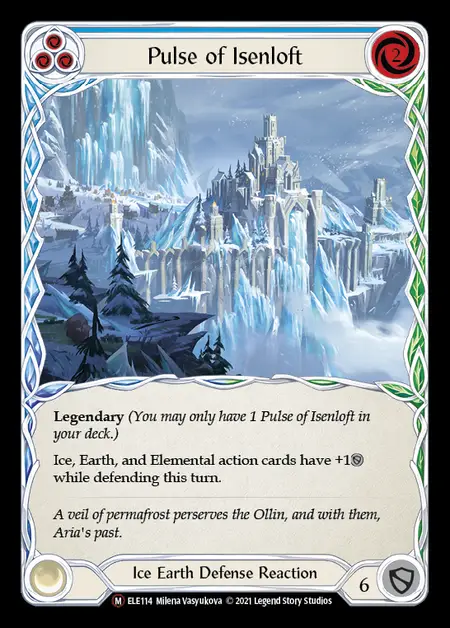 Pulse of Isenloft
2
Legendary (You may only have 1 Pulse of Isenloft in
your deck.)
Ice, Earth, and Elemental action cards have +1
while defending this turn.
A veil of permafrost perserves the Ollin, and with them,
Aria's past.
Ice Earth Defense Reaction
6
M ELE114 Milena Vasyukova © 2021 Legend Story Studios